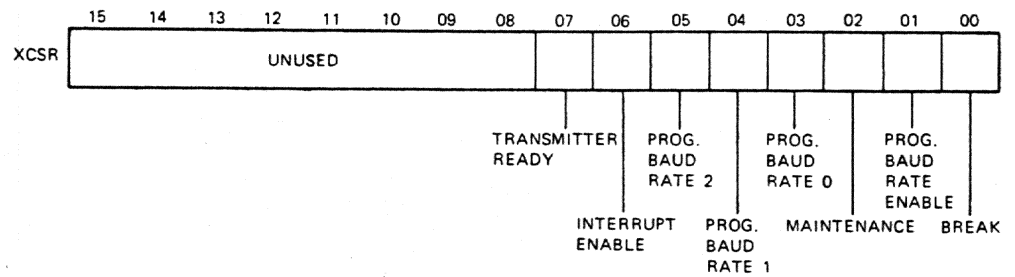 15 14 13 12 11 10 09 08 07 06 05 04 03 02 01 00
XCSR
UNUSED
TRANSMITTER
READY
PROG.
BAUD
RATE 2
PROG.
BAUD
RATE 0
PROG.
BAUD
RATE
ENABLE
INTERRUPT
ENABLE
PROG.
BAUD
RATE 1
MAINTENANCE
BREAK